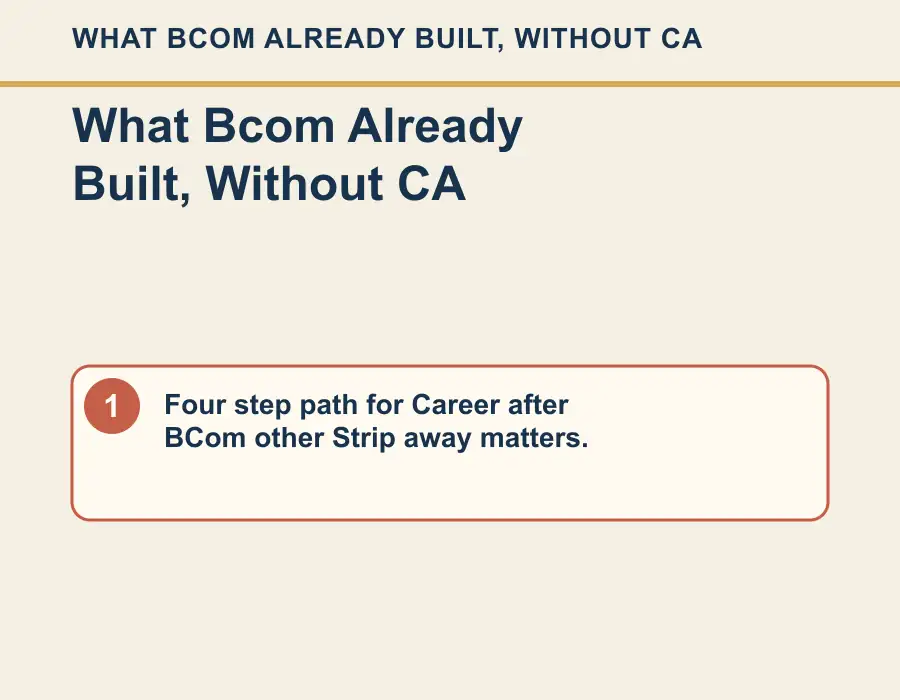 WHAT BCOM ALREADY BUILT, WITHOUT CA
What Bcom Already
Built, Without CA
1
Four step path for Career after
BCom other Strip away matters.